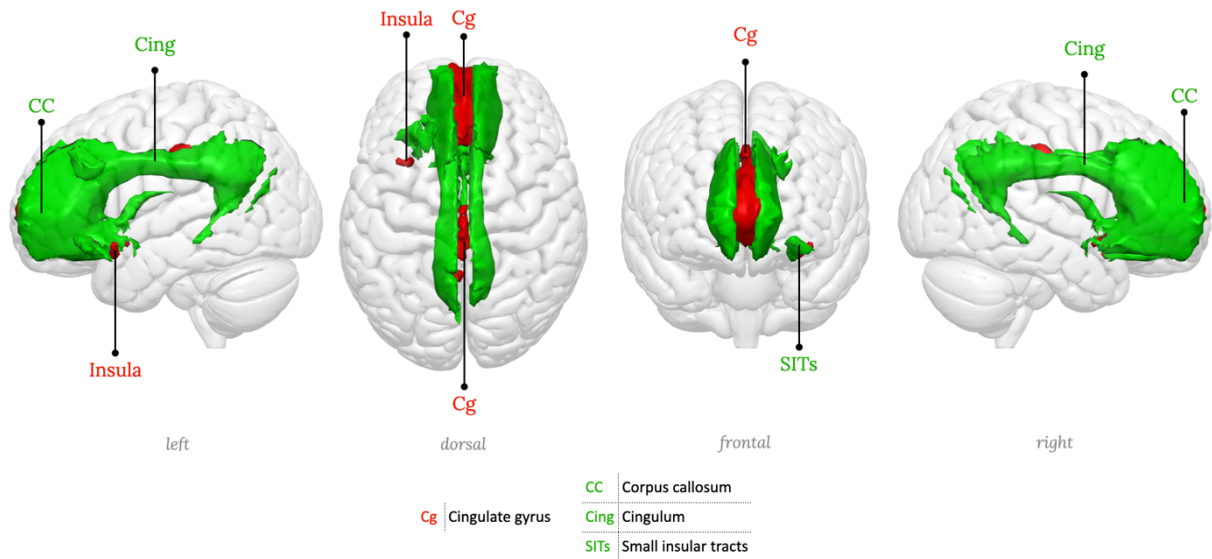 Insula
Cg
Cing
CC
Cg
Cing
CC
Insula
Cg
SITs
left
dorsal
frontal
right
CC Corpus callosum
Cg Cingulate gyrus
Cing Cingulum
SITs Small insular tracts